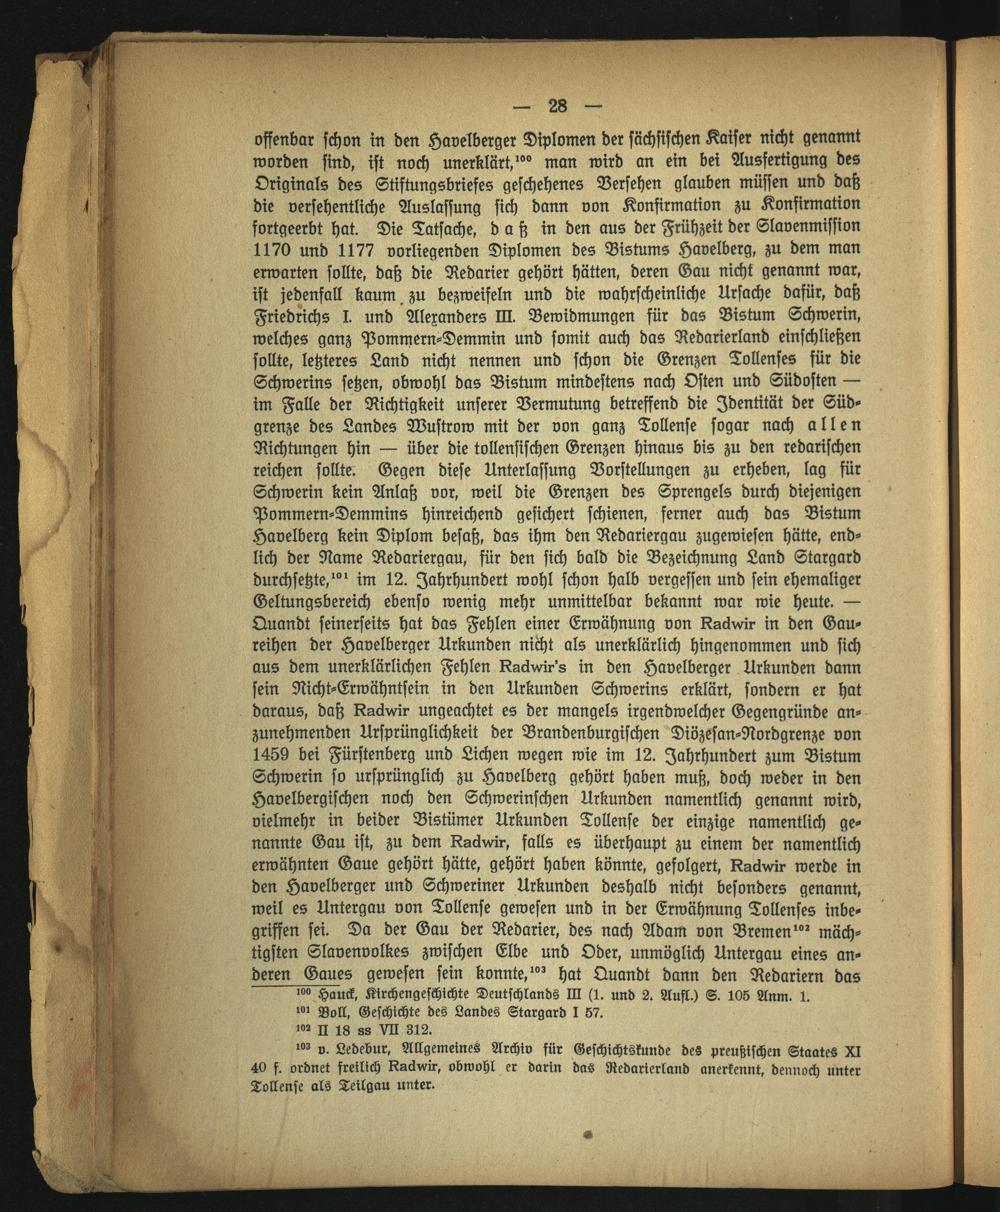 — 28 —
offenbar schon in den Havelberger Diplomen der sächsischen Kaiser nicht genannt
worden sind, ist noch unerklärt,¹⁰⁰ man wird an ein bei Ausfertigung des
Originals des Stiftungsbriefes geschehenes Versehen glauben müssen und daß
die versehentliche Auslassung sich dann von Konfirmation zu Konfirmation
fortgeerbt hat. Die Tatsache, daß in den aus der Frühzeit der Slavenmission
1170 und 1177 vorliegenden Diplomen des Bistums Havelberg, zu dem man
erwarten sollte, daß die Redarier gehört hätten, deren Gau nicht genannt war,
ist jedenfall kaum zu bezweifeln und die wahrscheinliche Ursache dafür, daß
Friedrichs I. und Alexanders III. Bewidmungen für das Bistum Schwerin,
welches ganz Pommern-Demmin und somit auch das Redarierland einschließen
sollte, letzteres Land nicht nennen und schon die Grenzen Tollenses für die
Schwerins setzen, obwohl das Bistum mindestens nach Osten und Südosten —
im Falle der Richtigkeit unserer Vermutung betreffend die Identität der Süd-
grenze des Landes Wustrow mit der von ganz Tollense sogar nach allen
Richtungen hin — über die tollensischen Grenzen hinaus bis zu den redarischen
reichen sollte. Gegen diese Unterlassung Vorstellungen zu erheben, lag für
Schwerin kein Anlaß vor, weil die Grenzen des Sprengels durch diejenigen
Pommern-Demmins hinreichend gesichert schienen, ferner auch das Bistum
Havelberg kein Diplom besaß, das ihm den Redariergau zugewiesen hätte, end-
lich der Name Redariergau, für den sich bald die Bezeichnung Land Stargard
durchsetzte,¹⁰¹ im 12. Jahrhundert wohl schon halb vergessen und sein ehemaliger
Geltungsbereich ebenso wenig mehr unmittelbar bekannt war wie heute. —
Quandt seinerseits hat das Fehlen einer Erwähnung von Radwir in den Gau-
reihen der Havelberger Urkunden nicht als unerklärlich hingenommen und sich
aus dem unerklärlichen Fehlen Radwir's in den Havelberger Urkunden dann
sein Nicht-Erwähntsein in den Urkunden Schwerins erklärt, sondern er hat
daraus, daß Radwir ungeachtet es der mangels irgendwelcher Gegengründe an-
zunehmenden Ursprünglichkeit der Brandenburgischen Diözesan-Nordgrenze von
1459 bei Fürstenberg und Lichen wegen wie im 12. Jahrhundert zum Bistum
Schwerin so ursprünglich zu Havelberg gehört haben muß, doch weder in den
Havelbergischen noch den Schwerinschen Urkunden namentlich genannt wird,
vielmehr in beider Bistümer Urkunden Tollense der einzige namentlich ge-
nannte Gau ist, zu dem Radwir, falls es überhaupt zu einem der namentlich
erwähnten Gaue gehört hätte, gehört haben könnte, gefolgert, Radwir werde in
den Havelberger und Schweriner Urkunden deshalb nicht besonders genannt,
weil es Untergau von Tollense gewesen und in der Erwähnung Tollenses inbe-
griffen sei. Da der Gau der Redarier, des nach Adam von Bremen¹⁰² mäch-
tigsten Slavenvolkes zwischen Elbe und Oder, unmöglich Untergau eines an-
deren Gaues gewesen sein konnte,¹⁰³ hat Quandt dann den Redariern das
¹⁰⁰ Hauck, Kirchengeschichte Deutschlands III (1. und 2. Aufl.) S. 105 Anm. 1.
¹⁰¹ Boll, Geschichte des Landes Stargard I 57.
¹⁰² II 18 ss VII 312.
¹⁰³ v. Ledebur, Allgemeines Archiv für Geschichtskunde des preußischen Staates XI
40 f. ordnet freilich Radwir, obwohl er darin das Redarierland anerkennt, dennoch unter
Tollense als Teilgau unter.